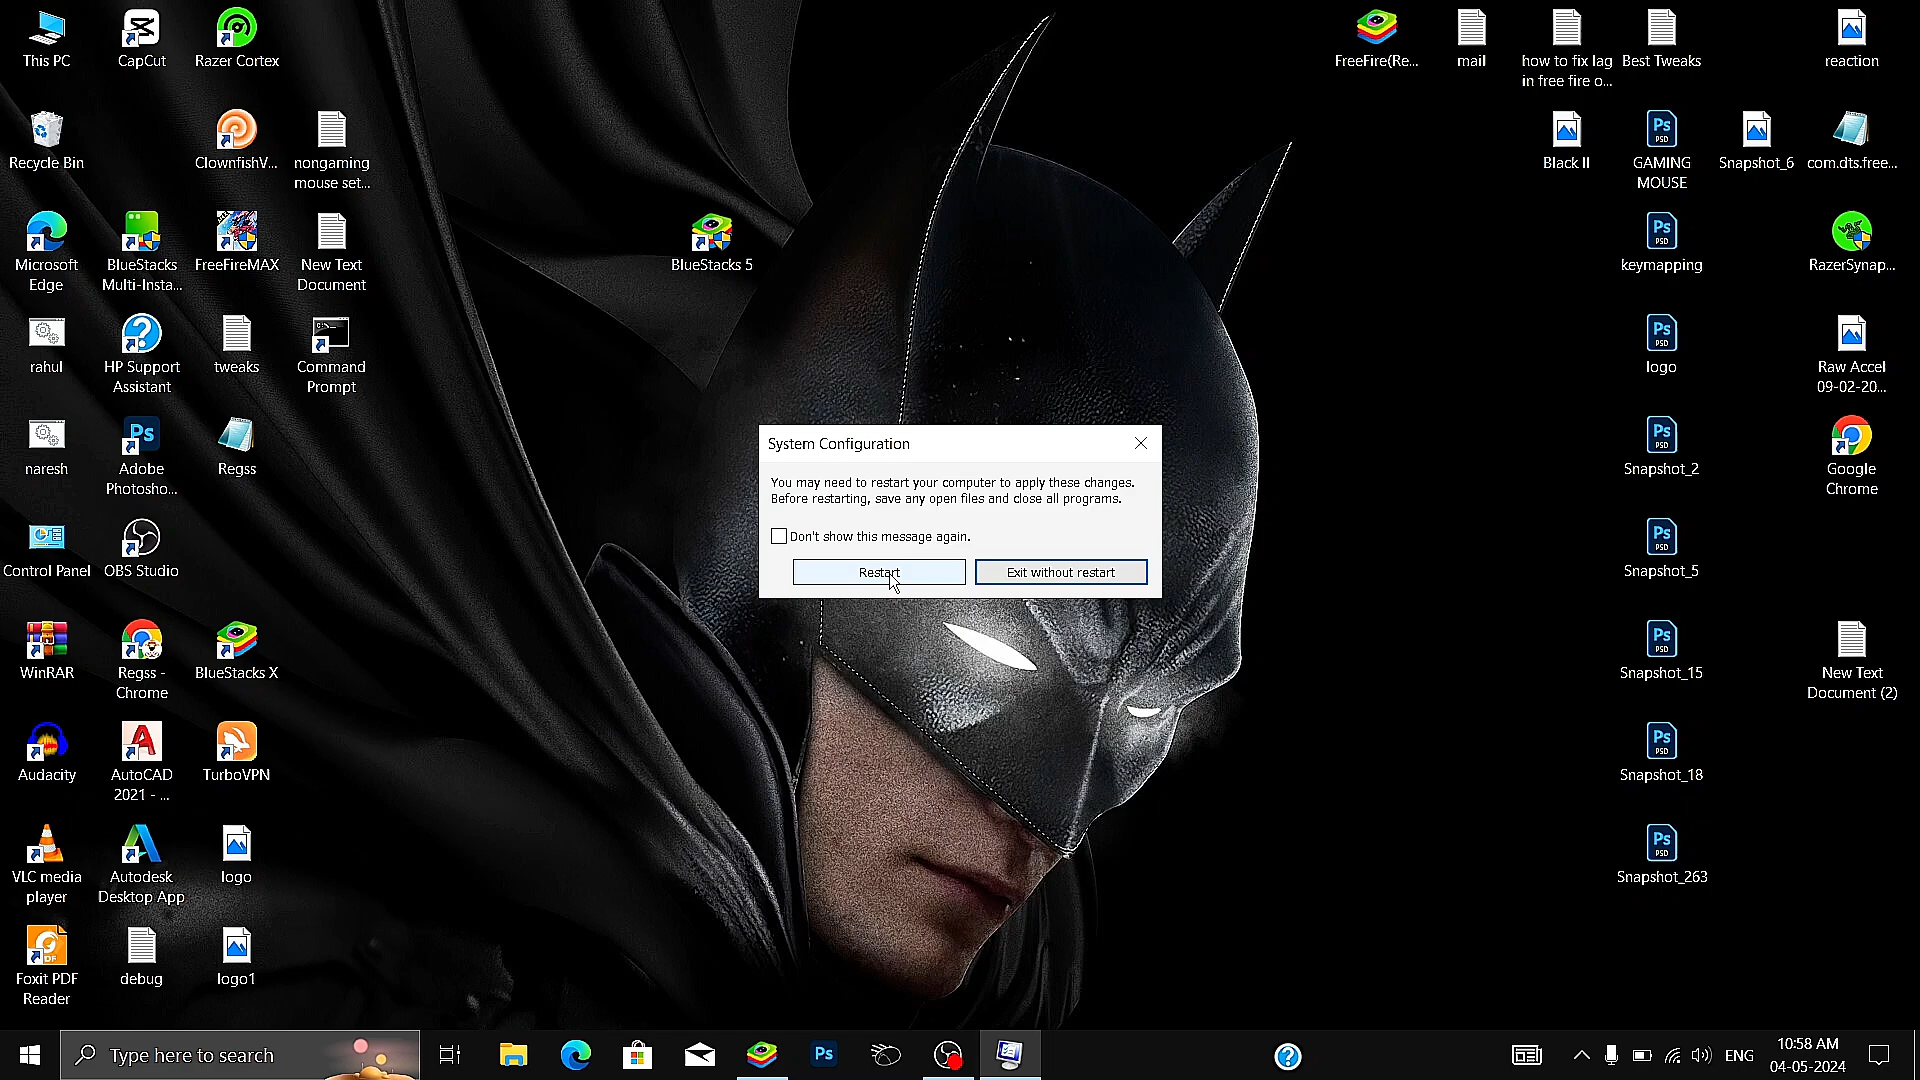 This PC
CapCut
Razer Cortex
FreeFire(Re...
mail
how to fix lag
in free fire o...
Best Tweaks
reaction
Recycle Bin
ClownfishV...
nongaming
mouse set...
Black II
GAMING
MOUSE
Snapshot_6
com.dts.free...
Microsoft
Edge
BlueStacks
Multi-Insta...
FreeFireMAX
New Text
Document
BlueStacks 5
keymapping
RazerSynap...
rahul
HP Support
Assistant
tweaks
Command
Prompt
logo
Raw Accel
09-02-20...
System Configuration
You may need to restart your computer to apply these changes.
Before restarting, save any open files and close all programs.
Don't show this message again.
Restart
Exit without restart
naresh
Adobe
Photosho...
Regss
Snapshot_2
Google
Chrome
Control Panel
OBS Studio
Snapshot_5
WinRAR
Regss -
Chrome
BlueStacks X
Snapshot_15
New Text
Document (2)
Audacity
AutoCAD
2021 - ...
TurboVPN
Snapshot_18
VLC media
player
Autodesk
Desktop App
logo
Snapshot_263
Foxit PDF
Reader
debug
logo1
Type here to search
ENG
10:58 AM
04-05-2024